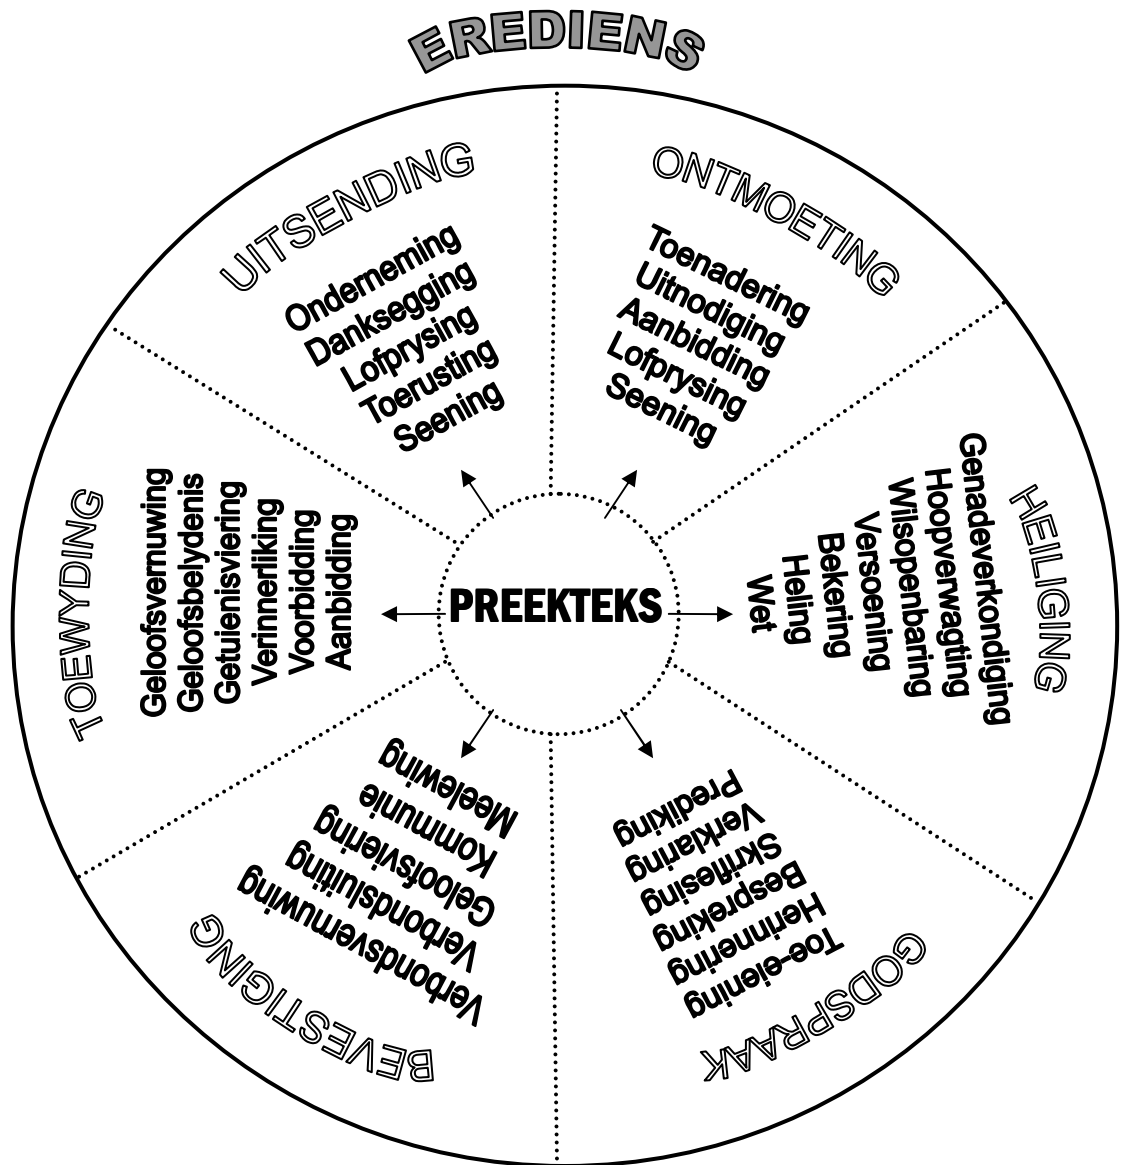 EREDIENS
ONTMOETING
Toenadering
Uitnodiging
Aanbidding
Lofprysing
Seening
HEILIGING
Genadeverkondiging
Hoopverwagting
Wilsopenbaring
Versoening
Bekering
Heling
Wet
GODSPRAAK
Toe-eiening
Herinnering
Bespreking
Skriflesing
Verklaring
Prediking
BEVESTIGING
Verbondsvernuwing
Verbondsluiting
Geloofsviering
Kommunie
Meelewing
TOEWYDING
Geloofsvernuwing
Geloofsbelydenis
Getuienisviering
Verinnerliking
Voorbidding
Aanbidding
UITSENDING
Onderneming
Danksegging
Lofprysing
Toerusting
Seening
PREEKTEKS